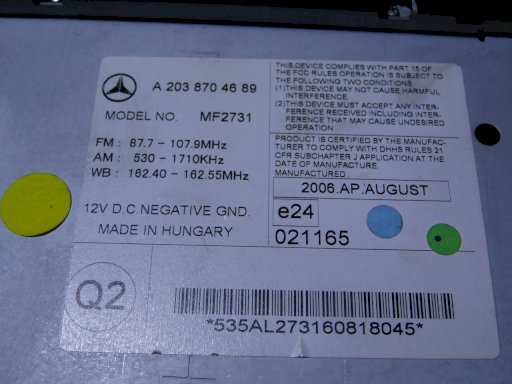 A 203 870 46 89
MODEL NO. MF2731
FM : 87.7 - 107.9MHz
AM : 530 - 1710KHz
WB : 162.40 - 162.55MHz
12V D.C.NEGATIVE GND.
MADE IN HUNGARY
THIS DEVICE COMPLIES WITH PART 15 OF
THE FCC RULES OPERATION IS SUBJECT TO
THE FOLLOWING TWO CONDITIONS.
(1)THIS DEVICE MAY NOT CAUSE HARMFUL
INTERFERENCE.
(2)THIS DEVICE MUST ACCEPT ANY INTER-
FERENCE RECEIVED INCLUDING INTER-
FERENCE THAT MAY CAUSE UNDESIRED
OPERATION
PRODUCT IS CERTIFIED BY THE MANUFAC-
TURER TO COMPLY WITH DHHS RULES 21
CFR SUBCHAPTER J APPLICATION AT THE
DATE OF MANUFACTURE.
MANUFACTURED
2006.AP.AUGUST
e24
021165
Q2
*535AL273160818045*